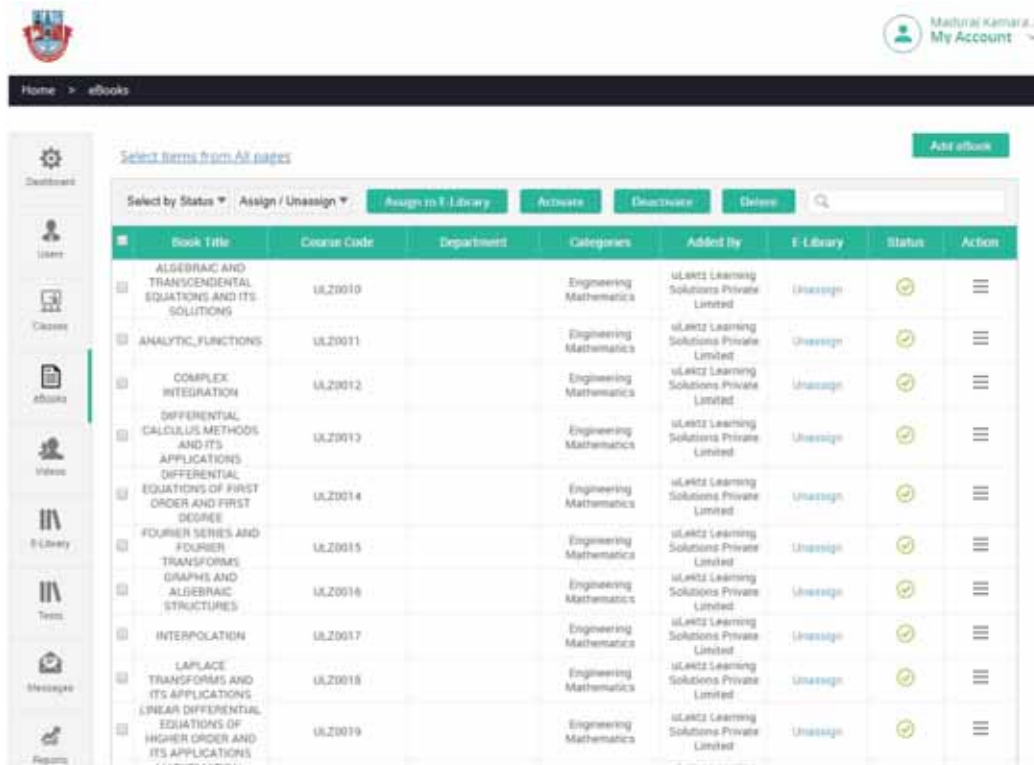 Madurai Kamara...
My Account
Home > eBooks
Add eBook
Select Items from All pages
Dashboard
Select by Status Assign / Unassign Assign to E-Library Activate Deactivate Delete
Users
Book Title Course Code Department Categories Added By E-Library Status Action
ALGEBRAIC AND
TRANSCENDENTAL
EQUATIONS AND ITS
SOLUTIONS
ULZ0010
Engineering
Mathematics
uLektz Learning
Solutions Private
Limited
Unassign
Classes
ANALYTIC_FUNCTIONS
ULZ0011
Engineering
Mathematics
uLektz Learning
Solutions Private
Limited
Unassign
eBooks
COMPLEX
INTEGRATION
ULZ0012
Engineering
Mathematics
uLektz Learning
Solutions Private
Limited
Unassign
DIFFERENTIAL
CALCULUS METHODS
AND ITS
APPLICATIONS
ULZ0013
Engineering
Mathematics
uLektz Learning
Solutions Private
Limited
Unassign
Videos
DIFFERENTIAL
EQUATIONS OF FIRST
ORDER AND FIRST
DEGREE
ULZ0014
Engineering
Mathematics
uLektz Learning
Solutions Private
Limited
Unassign
E-Library
FOURIER SERIES AND
FOURIER
TRANSFORMS
ULZ0015
Engineering
Mathematics
uLektz Learning
Solutions Private
Limited
Unassign
GRAPHS AND
ALGEBRAIC
STRUCTURES
ULZ0016
Engineering
Mathematics
uLektz Learning
Solutions Private
Limited
Unassign
Tests
INTERPOLATION
ULZ0017
Engineering
Mathematics
uLektz Learning
Solutions Private
Limited
Unassign
Messages
LAPLACE
TRANSFORMS AND
ITS APPLICATIONS
ULZ0018
Engineering
Mathematics
uLektz Learning
Solutions Private
Limited
Unassign
LINEAR DIFFERENTIAL
EQUATIONS OF
HIGHER ORDER AND
ITS APPLICATIONS
ULZ0019
Engineering
Mathematics
uLektz Learning
Solutions Private
Limited
Unassign
Reports